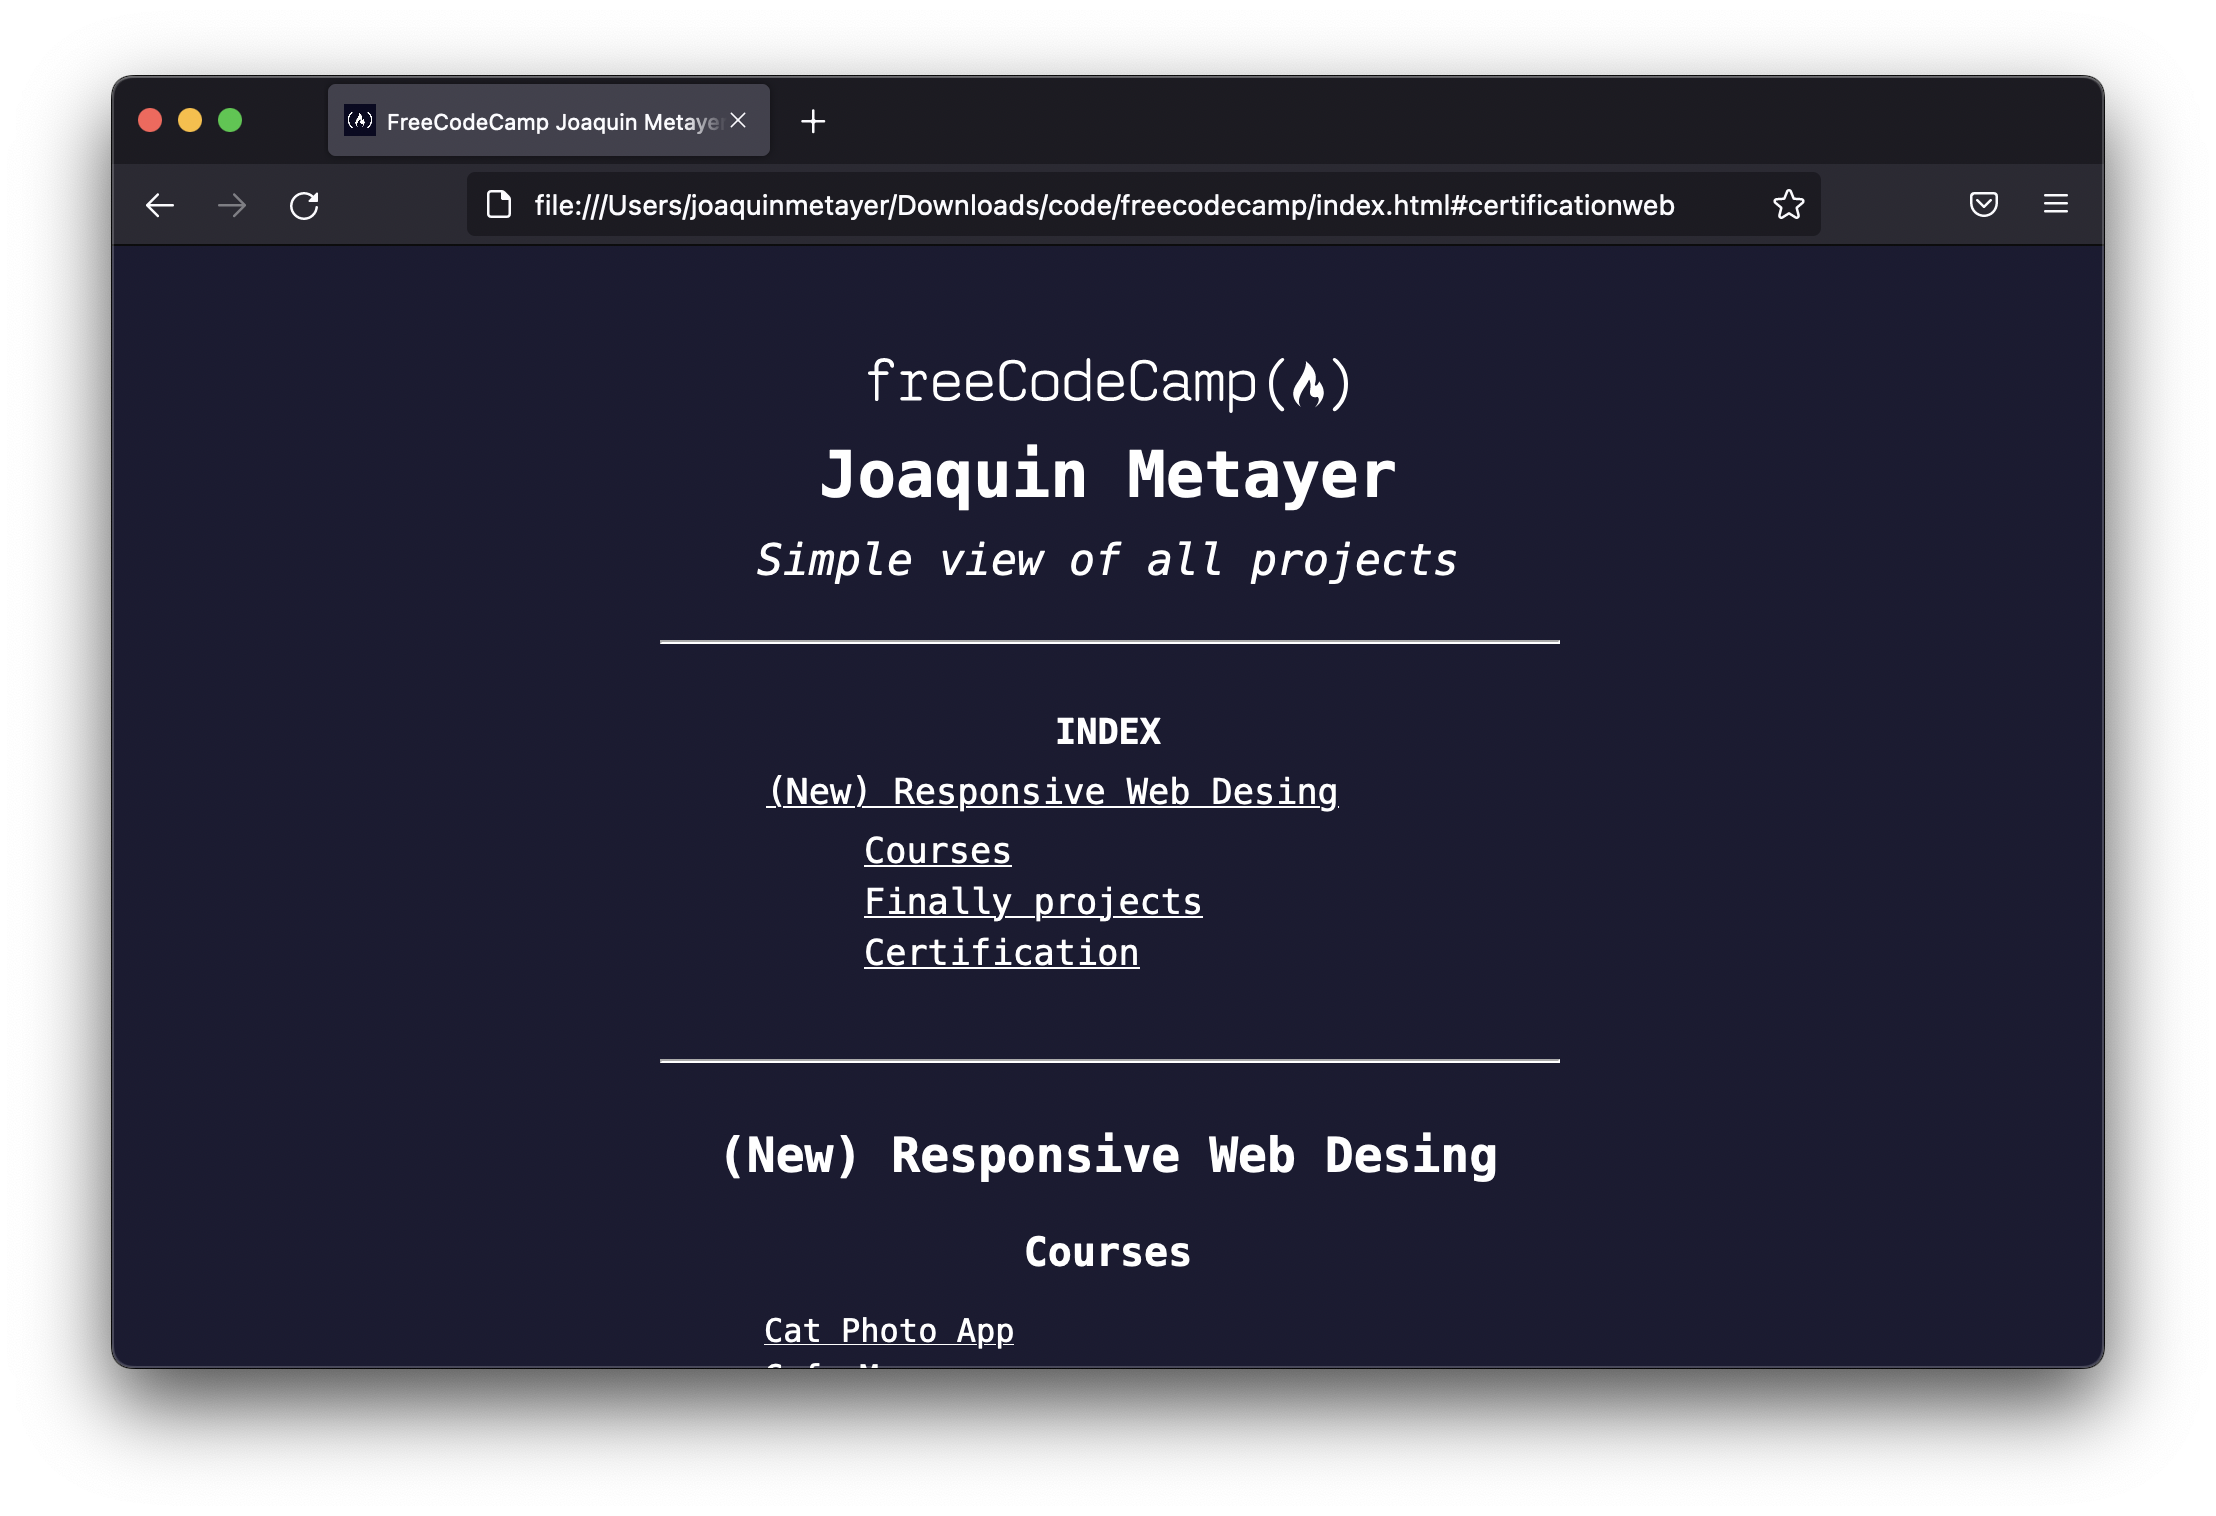 FreeCodeCamp Joaquin Metayer
file:///Users/joaquinmetayer/Downloads/code/freecodecamp/index.html#certificationweb
freeCodeCamp
Joaquin Metayer
Simple view of all projects
INDEX
(New) Responsive Web Desing
Courses
Finally projects
Certification
(New) Responsive Web Desing
Courses
Cat Photo App